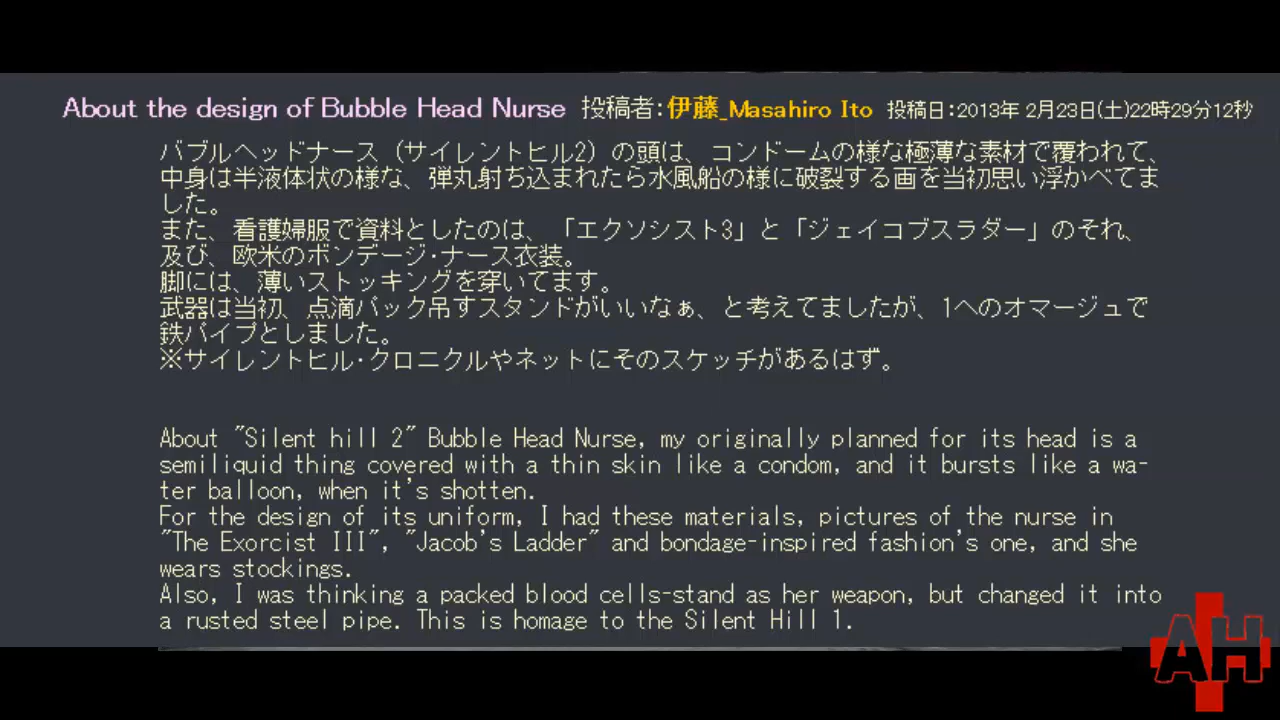 About the design of Bubble Head Nurse 投稿者:伊藤_Masahiro Ito 投稿日:2013年 2月23日(土)22時29分12秒
バブルヘッドナース（サイレントヒル2）の頭は、コンドームの様な極薄な素材で覆われて、
中身は半液体状の様な、弾丸射ち込まれたら水風船の様に破裂する画を当初思い浮かべてま
した。
また、看護婦服で資料としたのは、「エクソシスト3」と「ジェイコブスラダー」のそれ、
及び、欧米のボンデージ・ナース衣装。
脚には、薄いストッキングを穿いてます。
武器は当初、点滴パック吊すスタンドがいいなぁ、と考えてましたが、1へのオマージュで
鉄パイプとしました。
※サイレントヒル・クロニクルやネットにそのスケッチがあるはず。
About "Silent hill 2" Bubble Head Nurse, my originally planned for its head is a
semiliquid thing covered with a thin skin like a condom, and it bursts like a wa-
ter balloon, when it's shotten.
For the design of its uniform, I had these materials, pictures of the nurse in
"The Exorcist III", "Jacob's Ladder" and bondage-inspired fashion's one, and she
wears stockings.
Also, I was thinking a packed blood cells-stand as her weapon, but changed it into
a rusted steel pipe. This is homage to the Silent Hill 1.
AH